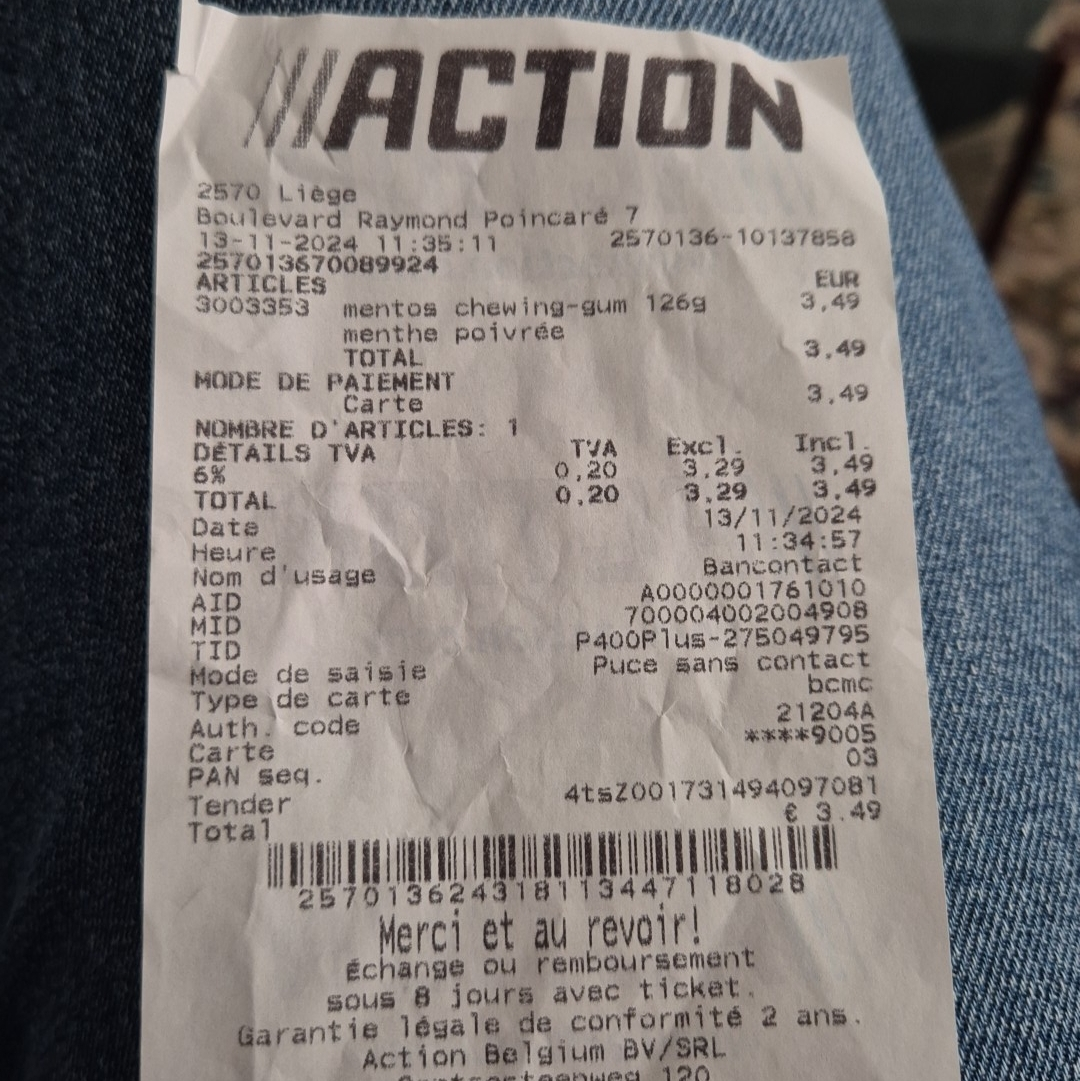 ACTION
2570 Liège
Boulevard Raymond Poincaré 7
13-11-2024 11:35:11 2570136-10137858
257013670089924
ARTICLES EUR
3003353 mentos chewing-gum 126g 3,49
menthe poivrée
TOTAL 3,49
MODE DE PAIEMENT
Carte 3,49
NOMBRE D'ARTICLES: 1
DÉTAILS TVA TVA Excl. Incl.
6% 0,20 3,29 3,49
TOTAL 0,20 3,29 3,49
Date 13/11/2024
Heure 11:34:57
Nom d'usage Bancontact
AID A0000001761010
MID 700004002004908
TID P400Plus-275049795
Mode de saisie Puce sans contact
Type de carte bcmc
Auth. code 21204A
Carte ****9005
PAN seq. 03
Tender 4tsZ001731494097081
Total € 3.49
2570136243181134471 18028
Merci et au revoir!
Échange ou remboursement
sous 8 jours avec ticket.
Garantie légale de conformité 2 ans.
Action Belgium BV/SRL
120